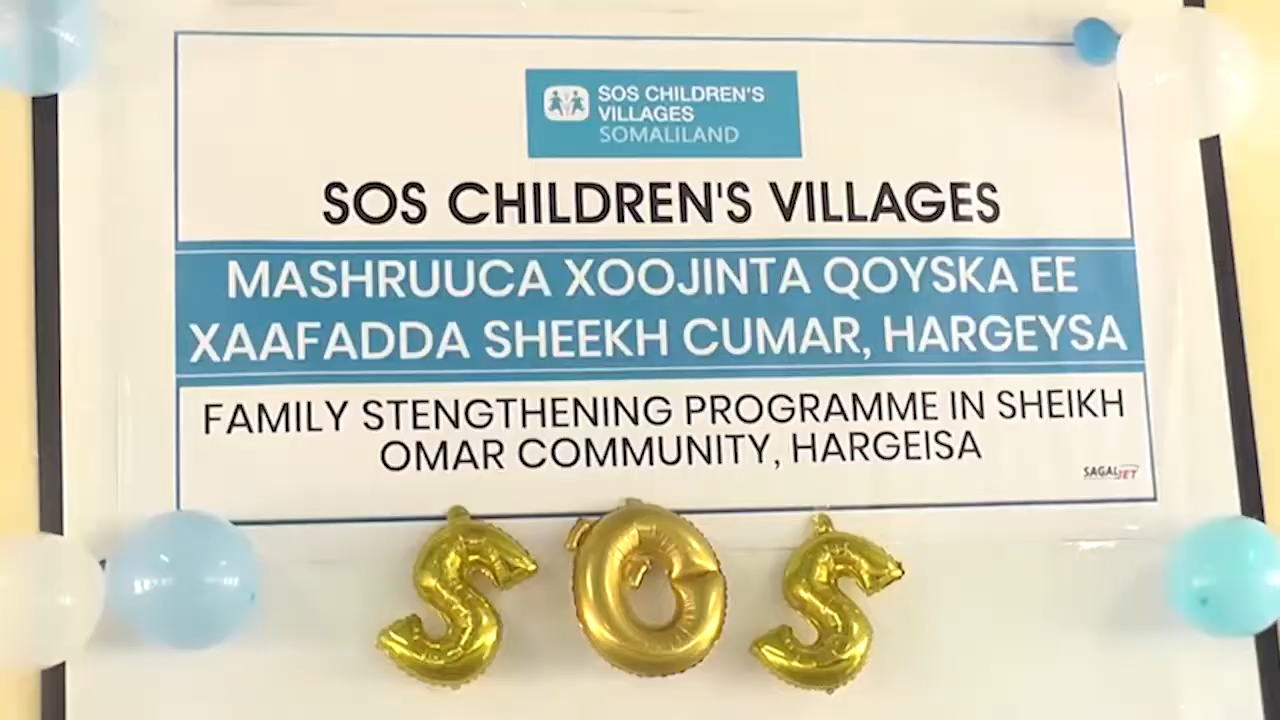 SOS CHILDREN'S
VILLAGES
SOMALILAND
SOS CHILDREN'S VILLAGES
MASHRUUCA XOOJINTA QOYSKA EE
XAAFADDA SHEEKH CUMAR, HARGEYSA
FAMILY STENGTHENING PROGRAMME IN SHEIKH
OMAR COMMUNITY, HARGEISA
SAGALJET
SOS